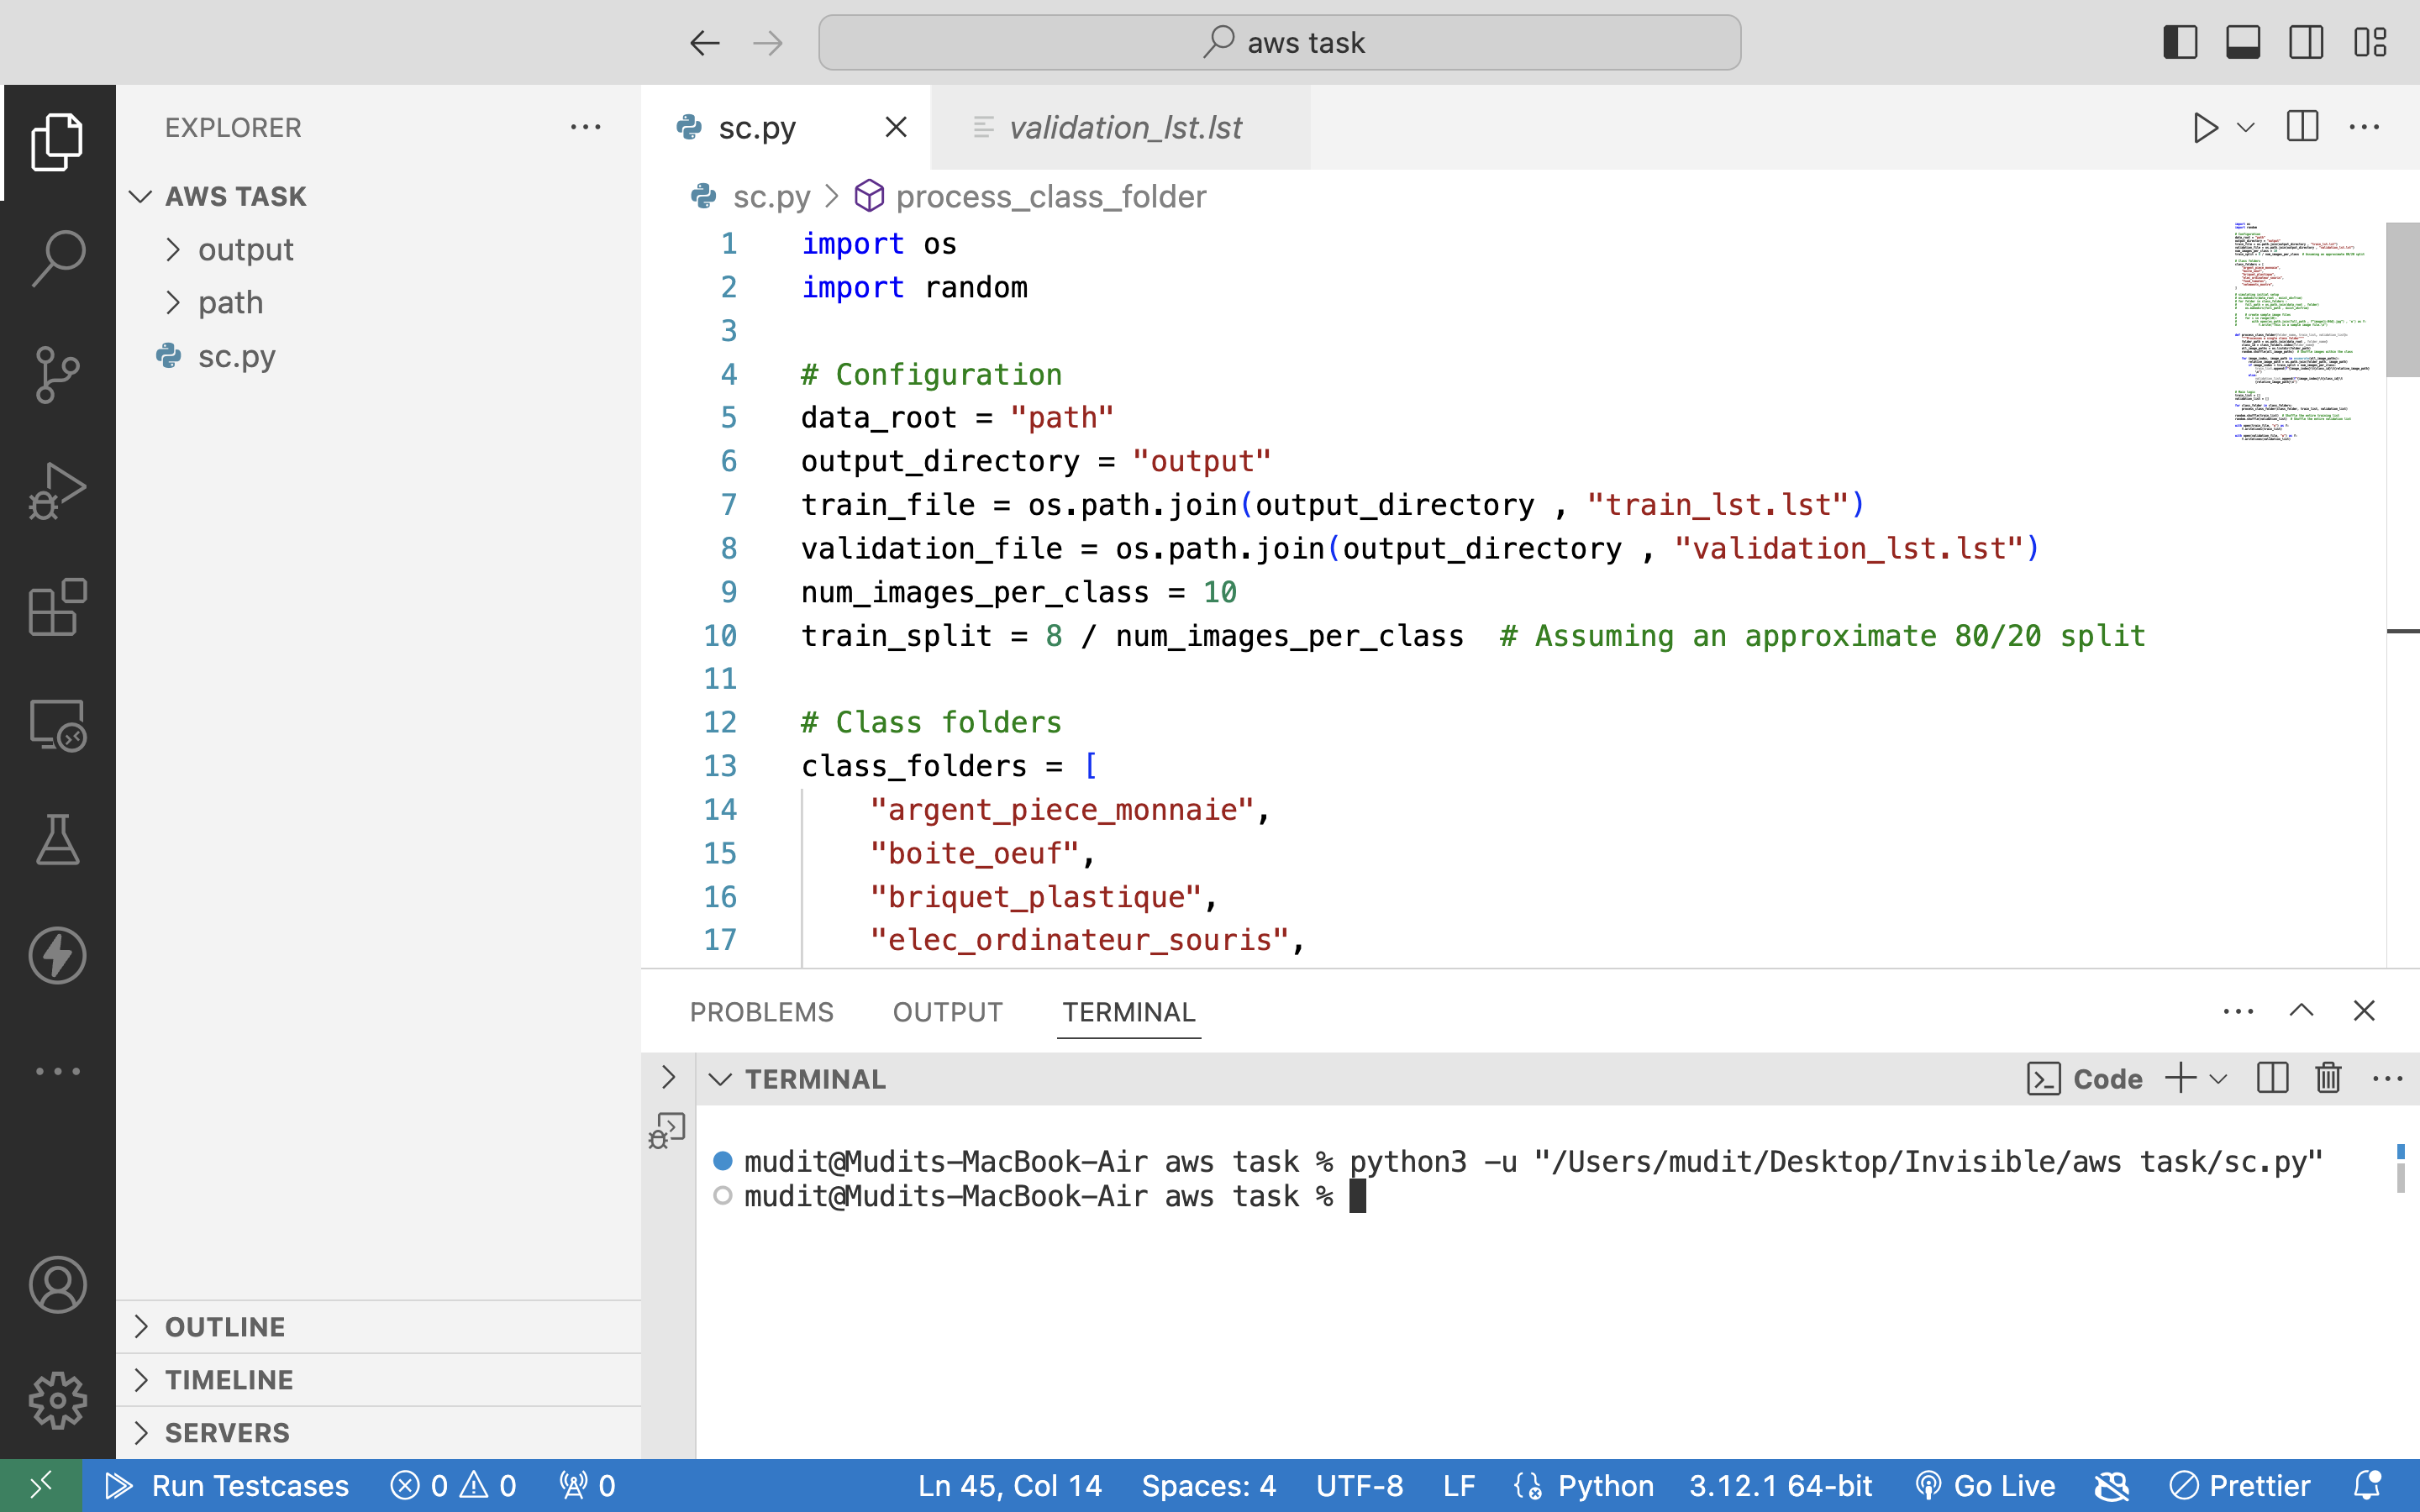 aws task
EXPLORER
AWS TASK
output
path
sc.py
sc.py
validation_lst.lst
sc.py > process_class_folder
1 import os
2 import random
3
4 # Configuration
5 data_root = "path"
6 output_directory = "output"
7 train_file = os.path.join(output_directory , "train_lst.lst")
8 validation_file = os.path.join(output_directory , "validation_lst.lst")
9 num_images_per_class = 10
10 train_split = 8 / num_images_per_class  # Assuming an approximate 80/20 split
11
12 # Class folders
13 class_folders = [
14     "argent_piece_monnaie",
15     "boite_oeuf",
16     "briquet_plastique",
17     "elec_ordinateur_souris",
PROBLEMS OUTPUT TERMINAL
TERMINAL
Code
mudit@Mudits-MacBook-Air aws task % python3 -u "/Users/mudit/Desktop/Invisible/aws task/sc.py"
mudit@Mudits-MacBook-Air aws task %
OUTLINE
TIMELINE
SERVERS
Run Testcases 0 0 0 Ln 45, Col 14 Spaces: 4 UTF-8 LF Python 3.12.1 64-bit Go Live Prettier